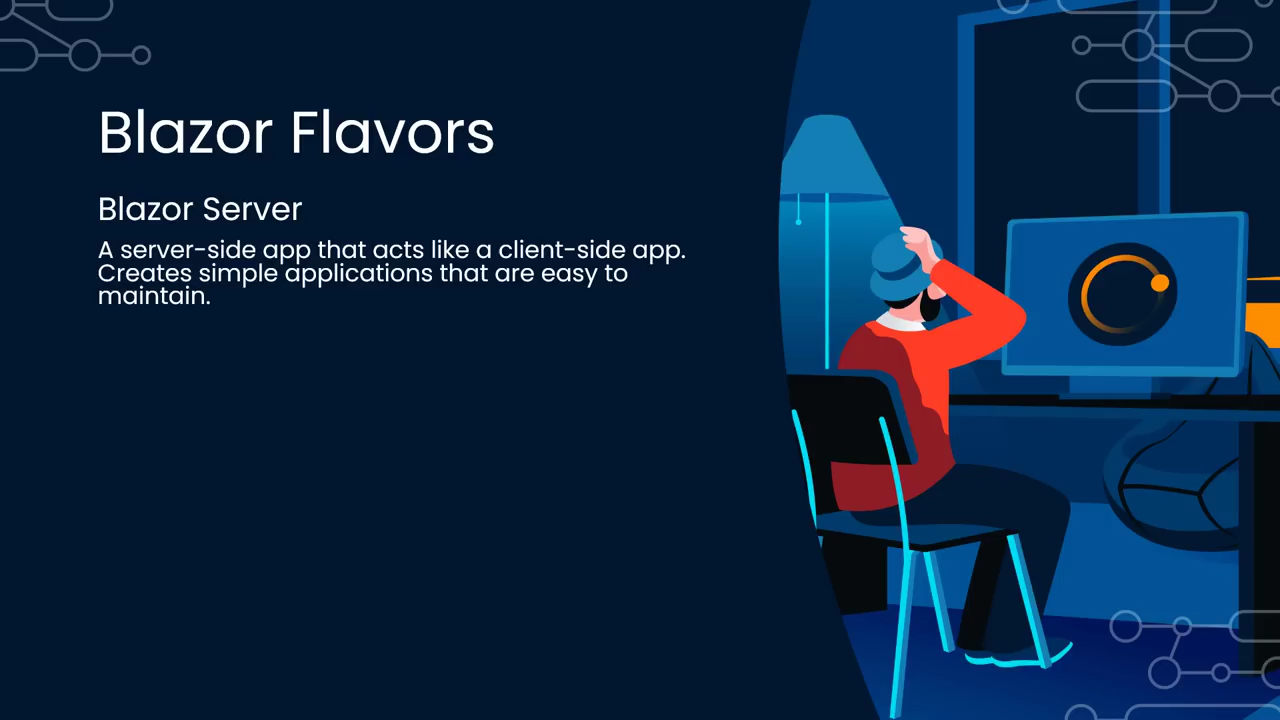 Blazor Flavors
Blazor Server
A server-side app that acts like a client-side app.
Creates simple applications that are easy to
maintain.